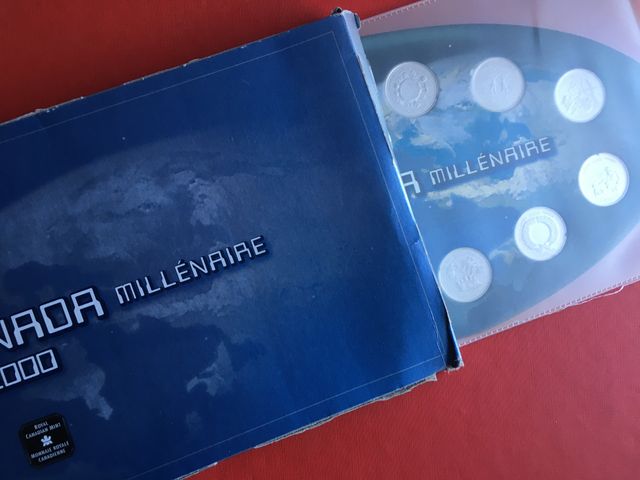 NADA MILLÉNAIRE
2000
ROYAL
CANADIAN MINT
MONNAIE ROYALE
CANADIENNE
A MILLÉNAIRE